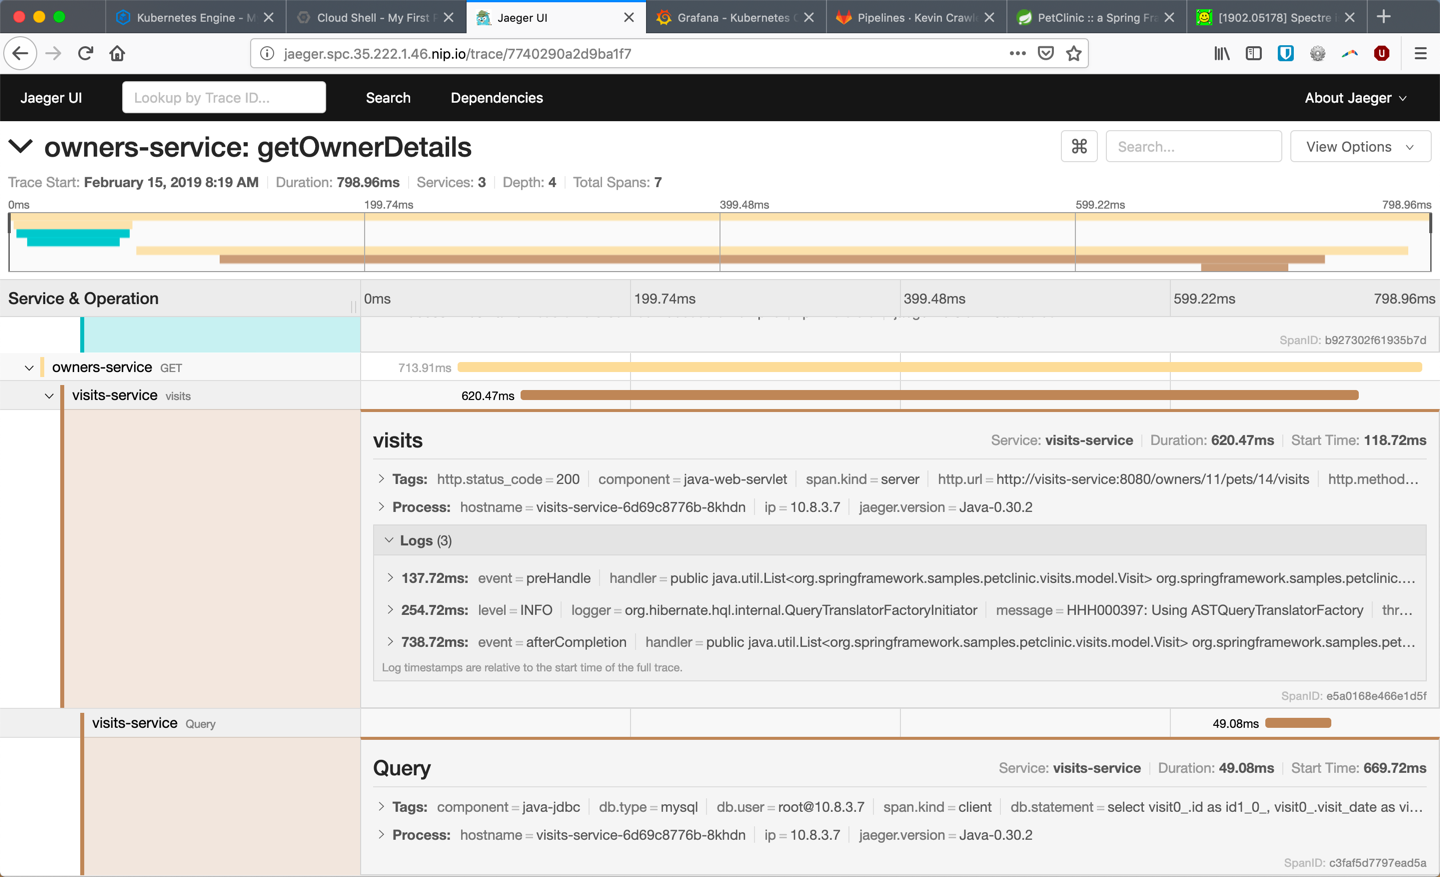 Kubernetes Engine - M
Cloud Shell - My First P
Jaeger UI
Grafana - Kubernetes C
Pipelines · Kevin Crawl
PetClinic :: a Spring Fra
[1902.05178] Spectre i
jaeger.spc.35.222.1.46.nip.io/trace/7740290a2d9ba1f7
Jaeger UI
Lookup by Trace ID...
Search
Dependencies
About Jaeger
owners-service: getOwnerDetails
⌘
Search...
View Options
Trace Start: February 15, 2019 8:19 AM
Duration: 798.96ms
Services: 3
Depth: 4
Total Spans: 7
0ms 199.74ms 399.48ms 599.22ms 798.96ms
Service & Operation
0ms 199.74ms 399.48ms 599.22ms 798.96ms
SpanID: b927302f61935b7d
owners-service GET
713.91ms
visits-service visits
620.47ms
visits
Service: visits-service Duration: 620.47ms Start Time: 118.72ms
Tags: http.status_code = 200 component = java-web-servlet span.kind = server http.url = http://visits-service:8080/owners/11/pets/14/visits http.method...
Process: hostname = visits-service-6d69c8776b-8khdn ip = 10.8.3.7 jaeger.version = Java-0.30.2
Logs (3)
137.72ms: event = preHandle handler = public java.util.List<org.springframework.samples.petclinic.visits.model.Visit> org.springframework.samples.petclinic....
254.72ms: level = INFO logger = org.hibernate.hql.internal.QueryTranslatorFactoryInitiator message = HHH000397: Using ASTQueryTranslatorFactory thr...
738.72ms: event = afterCompletion handler = public java.util.List<org.springframework.samples.petclinic.visits.model.Visit> org.springframework.samples.pet...
Log timestamps are relative to the start time of the full trace.
SpanID: e5a0168e466e1d5f
visits-service Query
49.08ms
Query
Service: visits-service Duration: 49.08ms Start Time: 669.72ms
Tags: component = java-jdbc db.type = mysql db.user = root@10.8.3.7 span.kind = client db.statement = select visit0_.id as id1_0_, visit0_.visit_date as vi...
Process: hostname = visits-service-6d69c8776b-8khdn ip = 10.8.3.7 jaeger.version = Java-0.30.2
SpanID: c3faf5d7797ead5a